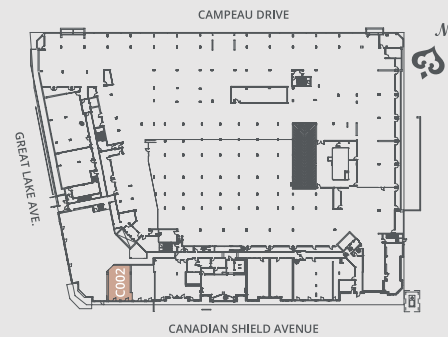 CAMPEAU DRIVE
N
GREAT LAKE AVE.
C002
CANADIAN SHIELD AVENUE